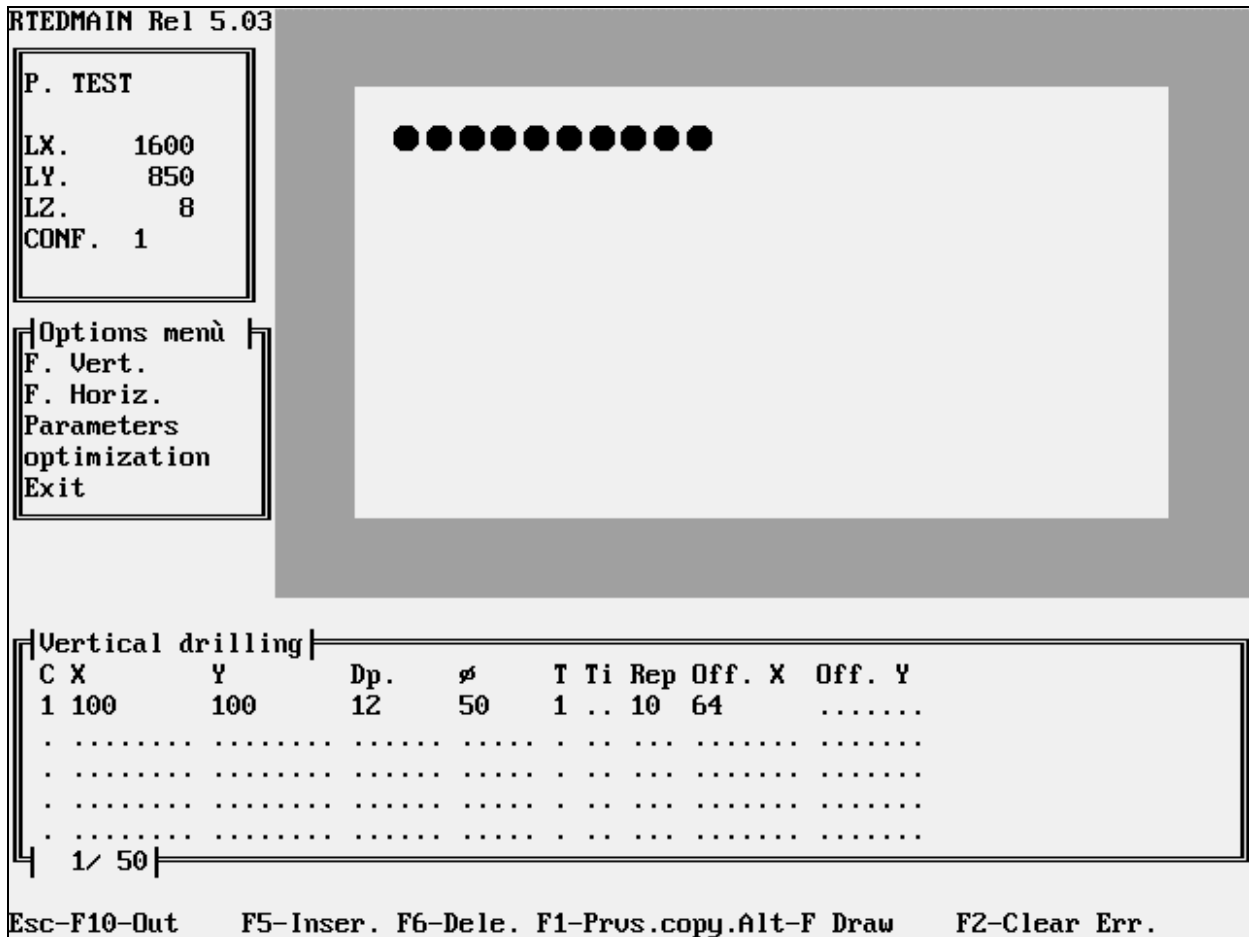 RTEDMAIN Rel 5.03
P. TEST
LX. 1600
LY. 850
LZ. 8
CONF. 1
Options menù
F. Vert.
F. Horiz.
Parameters
optimization
Exit
Vertical drilling
C X Y Dp. ø T Ti Rep Off. X Off. Y
1 100 100 12 50 1 .. 10 64 .......
. ........ ........ ...... ..... . .. ... ....... .......
. ........ ........ ...... ..... . .. ... ....... .......
. ........ ........ ...... ..... . .. ... ....... .......
. ........ ........ ...... ..... . .. ... ....... .......
1/ 50
Esc-F10-Out F5-Inser. F6-Dele. F1-Prvs.copy.Alt-F Draw F2-Clear Err.